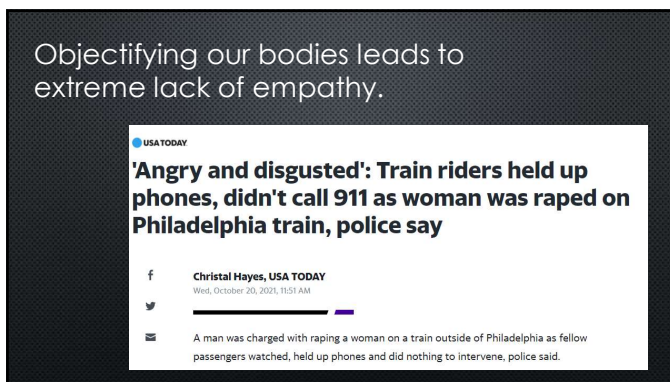 Objectifying our bodies leads to
extreme lack of empathy.
USA TODAY
'Angry and disgusted': Train riders held up
phones, didn't call 911 as woman was raped on
Philadelphia train, police say
Christal Hayes, USA TODAY
Wed, October 20, 2021, 11:51 AM
A man was charged with raping a woman on a train outside of Philadelphia as fellow
passengers watched, held up phones and did nothing to intervene, police said.